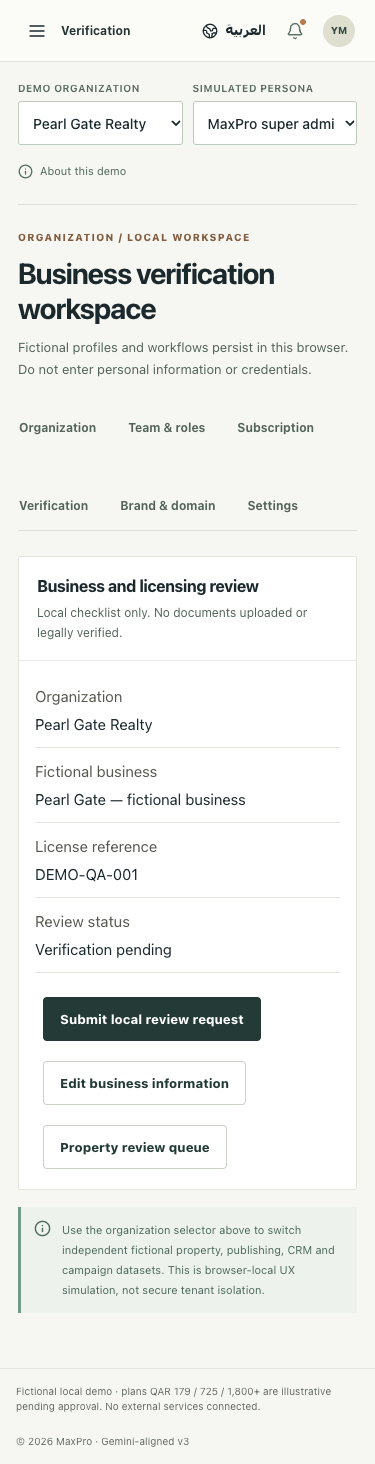 Verification
العربية
YM
DEMO ORGANIZATION
SIMULATED PERSONA
Pearl Gate Realty
MaxPro super admi
About this demo
ORGANIZATION / LOCAL WORKSPACE
Business verification
workspace
Fictional profiles and workflows persist in this browser.
Do not enter personal information or credentials.
Organization
Team & roles
Subscription
Verification
Brand & domain
Settings
Business and licensing review
Local checklist only. No documents uploaded or
legally verified.
Organization
Pearl Gate Realty
Fictional business
Pearl Gate — fictional business
License reference
DEMO-QA-001
Review status
Verification pending
Submit local review request
Edit business information
Property review queue
Use the organization selector above to switch
independent fictional property, publishing, CRM and
campaign datasets. This is browser-local UX
simulation, not secure tenant isolation.
Fictional local demo · plans QAR 179 / 725 / 1,800+ are illustrative
pending approval. No external services connected.
© 2026 MaxPro · Gemini-aligned v3